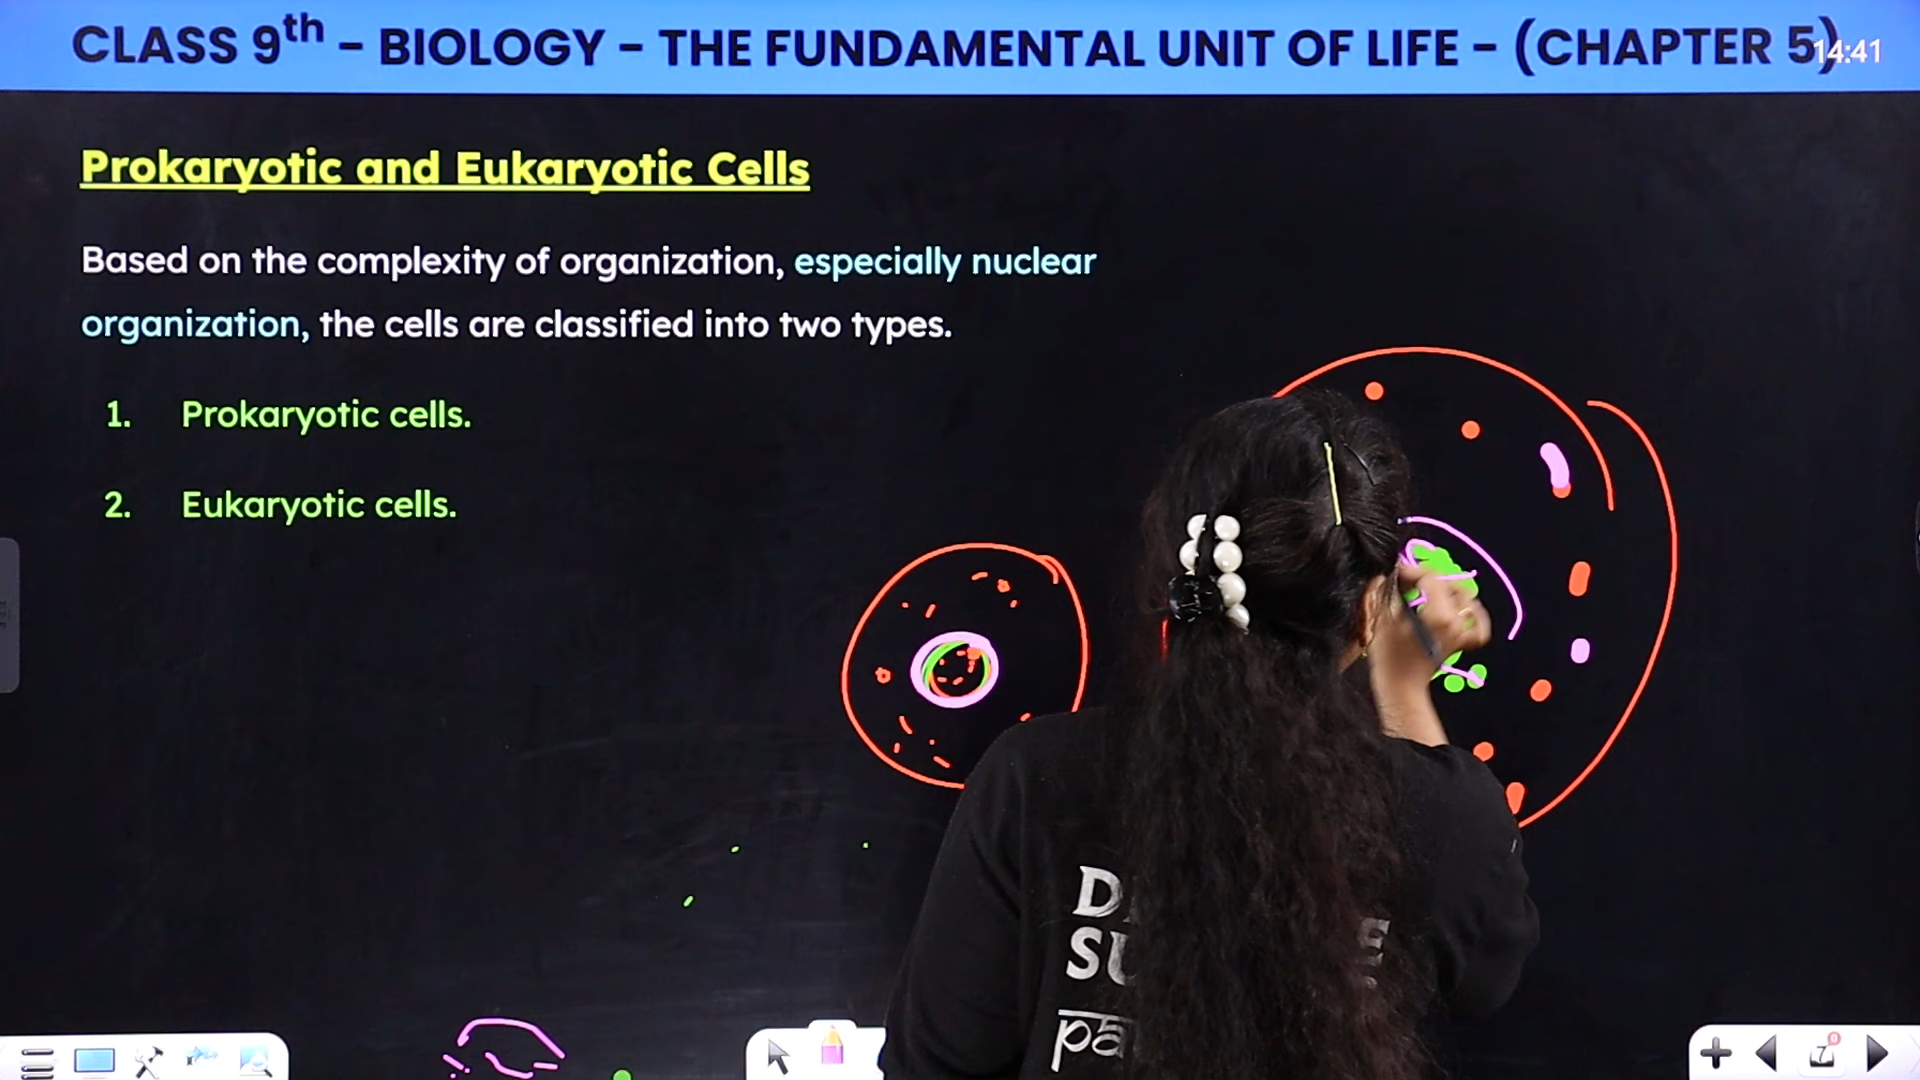 CLASS 9th - BIOLOGY - THE FUNDAMENTAL UNIT OF LIFE - (CHAPTER 5)
14:41
Prokaryotic and Eukaryotic Cells
Based on the complexity of organization, especially nuclear
organization, the cells are classified into two types.
1. Prokaryotic cells.
2. Eukaryotic cells.
7